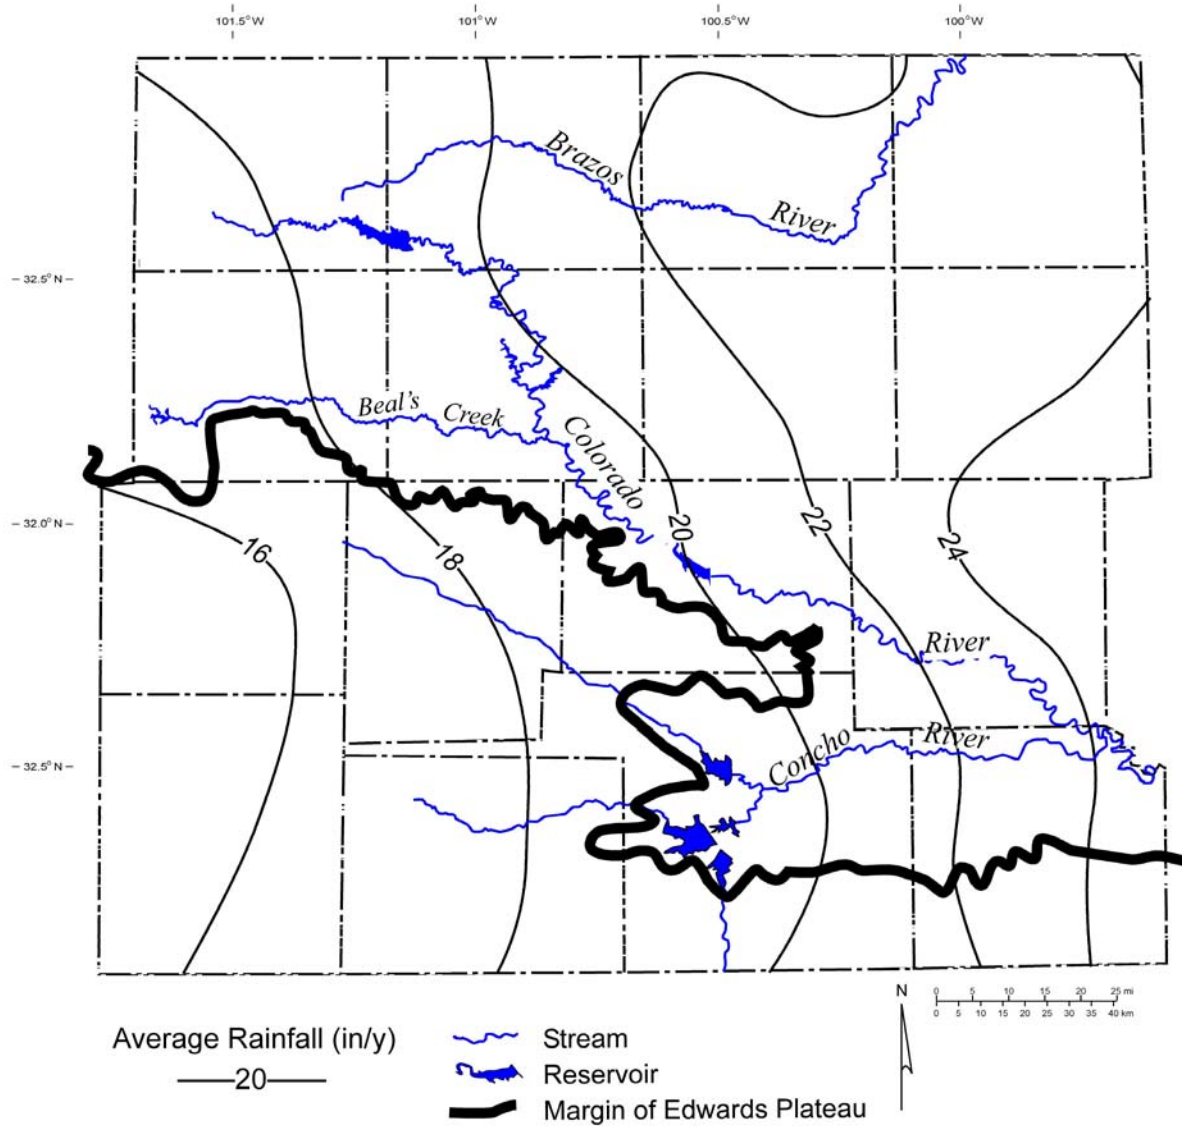 101.5°W 101°W 100.5°W 100°W
Brazos
River
32.5°N
Beal's Creek
Colorado
32.0°N
16
18
20
22
24
River
32.5°N
Concho
River
N
0 5 10 15 20 25 mi
0 5 10 15 20 25 30 35 40 km
Average Rainfall (in/y)
20
Stream
Reservoir
Margin of Edwards Plateau